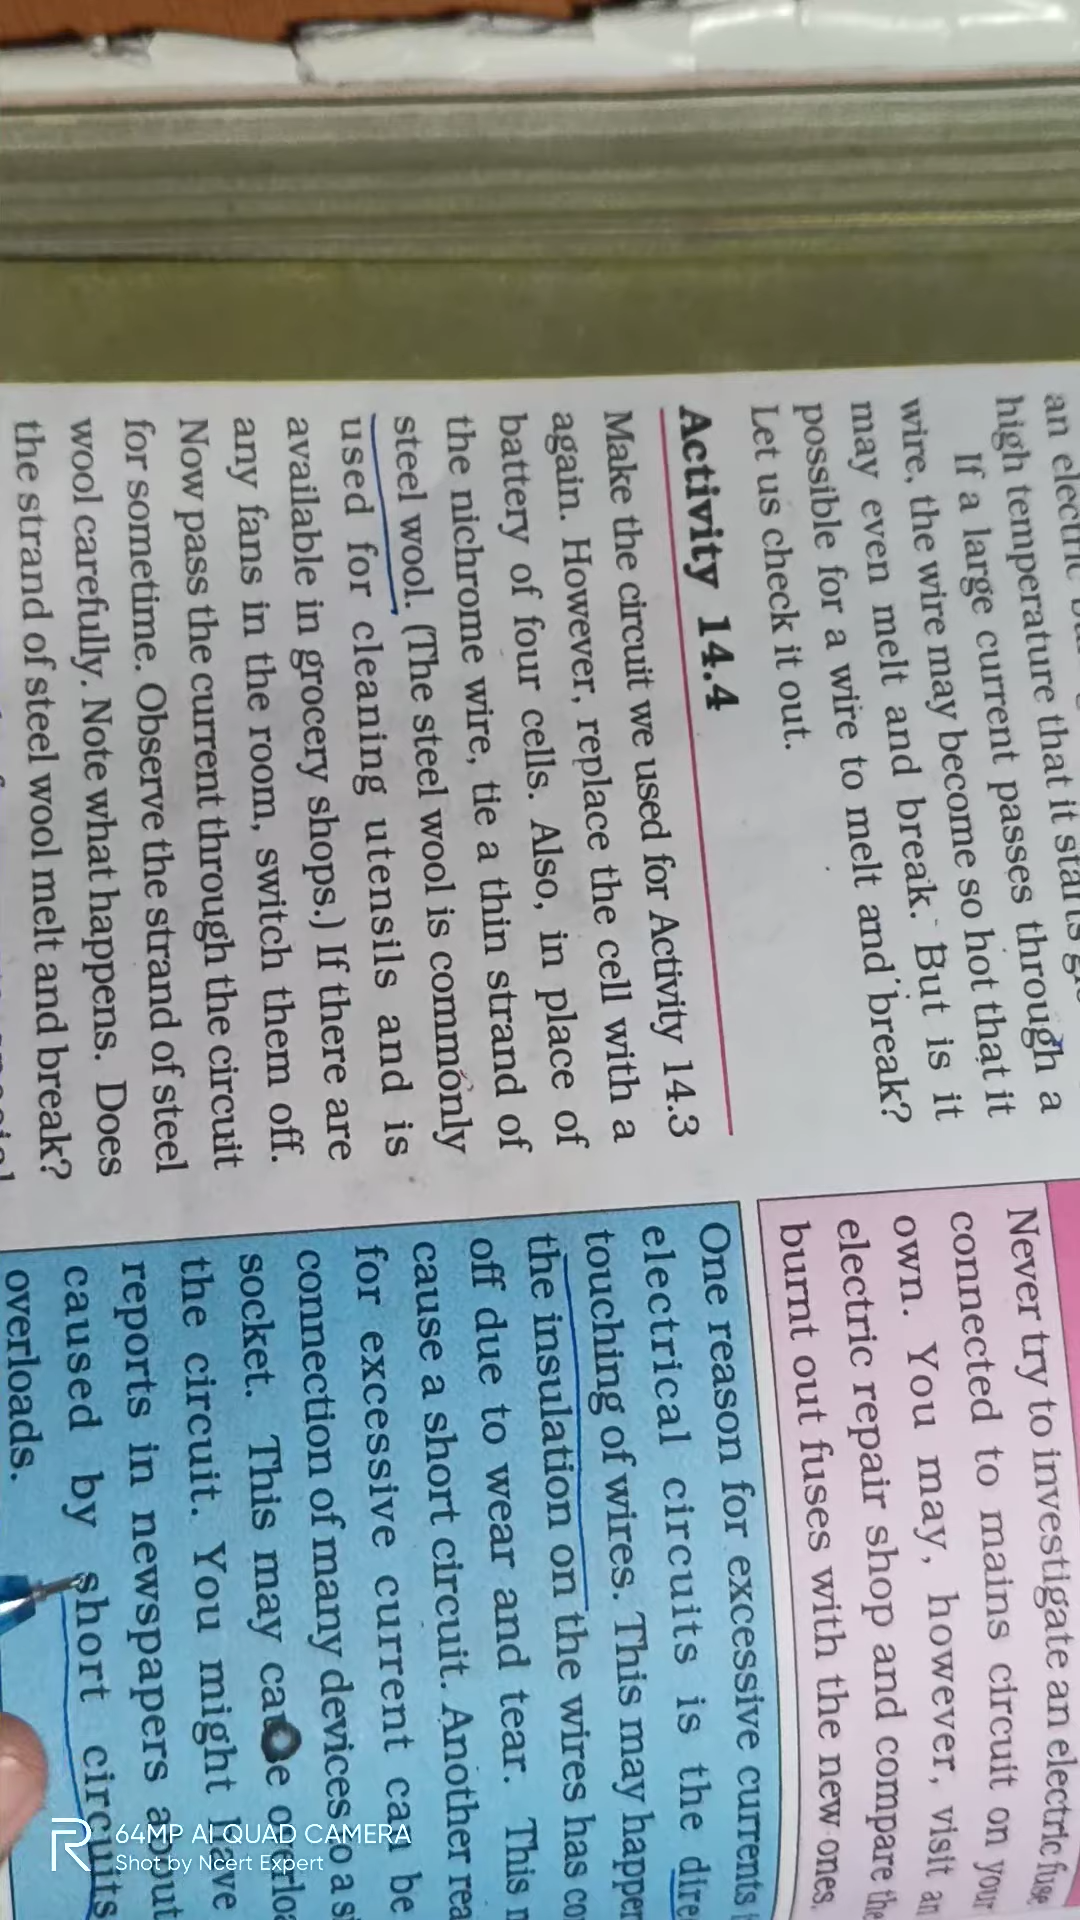 an electric
high temperature that it starts
If a large current passes through a
wire, the wire may become so hot that it
may even melt and break. But is it
possible for a wire to melt and break?
Let us check it out.
Activity 14.4
Make the circuit we used for Activity 14.3
again. However, replace the cell with a
battery of four cells. Also, in place of
the nichrome wire, tie a thin strand of
steel wool. (The steel wool is commonly
used for cleaning utensils and is
available in grocery shops.) If there are
any fans in the room, switch them off.
Now pass the current through the circuit
for sometime. Observe the strand of steel
wool carefully. Note what happens. Does
the strand of steel wool melt and break?
Never try to investigate an electric fuse
connected to mains circuit on your
own. You may, however, visit an
electric repair shop and compare the
burnt out fuses with the new ones.
One reason for excessive currents
electrical circuits is the
touching of wires. This may happen
the insulation on the wires has
off due to wear and tear. This
cause a short circuit. Another
for excessive current can be
connection of many devices to a
socket. This may cause
the circuit. You might have
reports in newspapers about
caused by short circuits
overloads.
64MP AI QUAD CAMERA
Shot by Ncert Expert